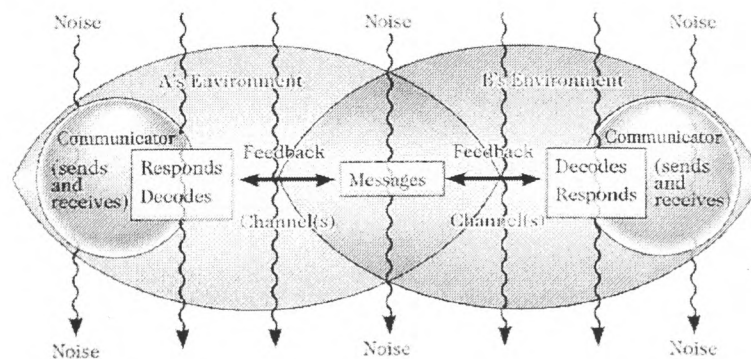 Noise
Noise
Noise
A's Environment
B's Environment
Communicator
(sends
and
receives)
Responds
Decodes
Feedback
Channel(s)
Messages
Feedback
Channel(s)
Decodes
Responds
Communicator
(sends
and
receives)
Noise
Noise
Noise